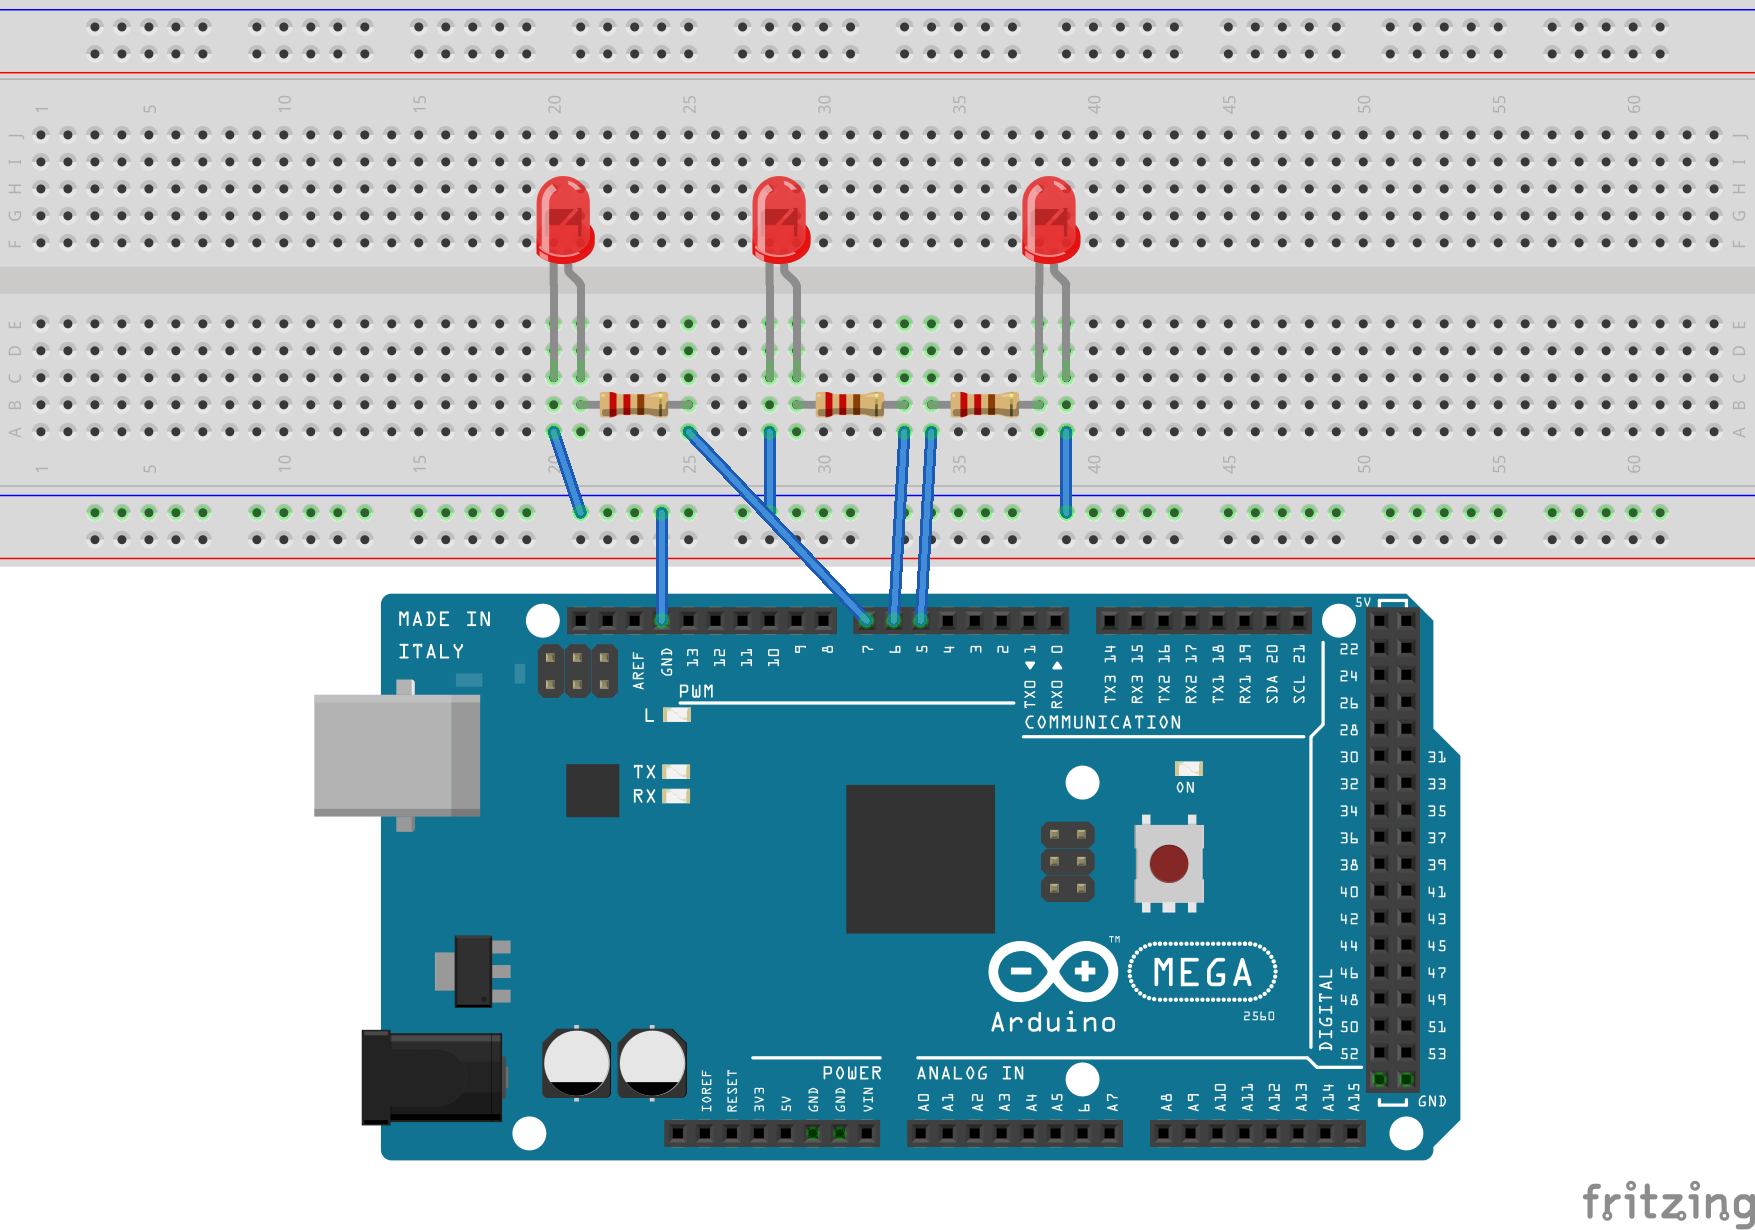 1 5 10 15 20 25 30 35 40 45 50 55 60
J J
I I
H H
G G
F F
E E
D D
C C
B B
A A
1 5 10 15 20 25 30 35 40 45 50 55 60
MADE IN
ITALY
AREF GND 13 12 11 10 9 8 7 6 5 4 3 2 TX0 1 RX0 0 TX3 14 RX3 15 TX2 16 RX2 17 TX1 18 RX1 19 SDA 20 SCL 21
5V
PWM
L
COMMUNICATION
TX
RX
ON
22
24
26
28
30 31
32 33
34 35
36 37
38 39
40 41
42 43
44 45
46 47
48 49
50 51
52 53
GND
DIGITAL
TM
MEGA
Arduino
2560
POWER
ANALOG IN
IOREF RESET 3V3 5V GND GND VIN A0 A1 A2 A3 A4 A5 6 A7 A8 A9 A10 A11 A12 A13 A14 A15
fritzing